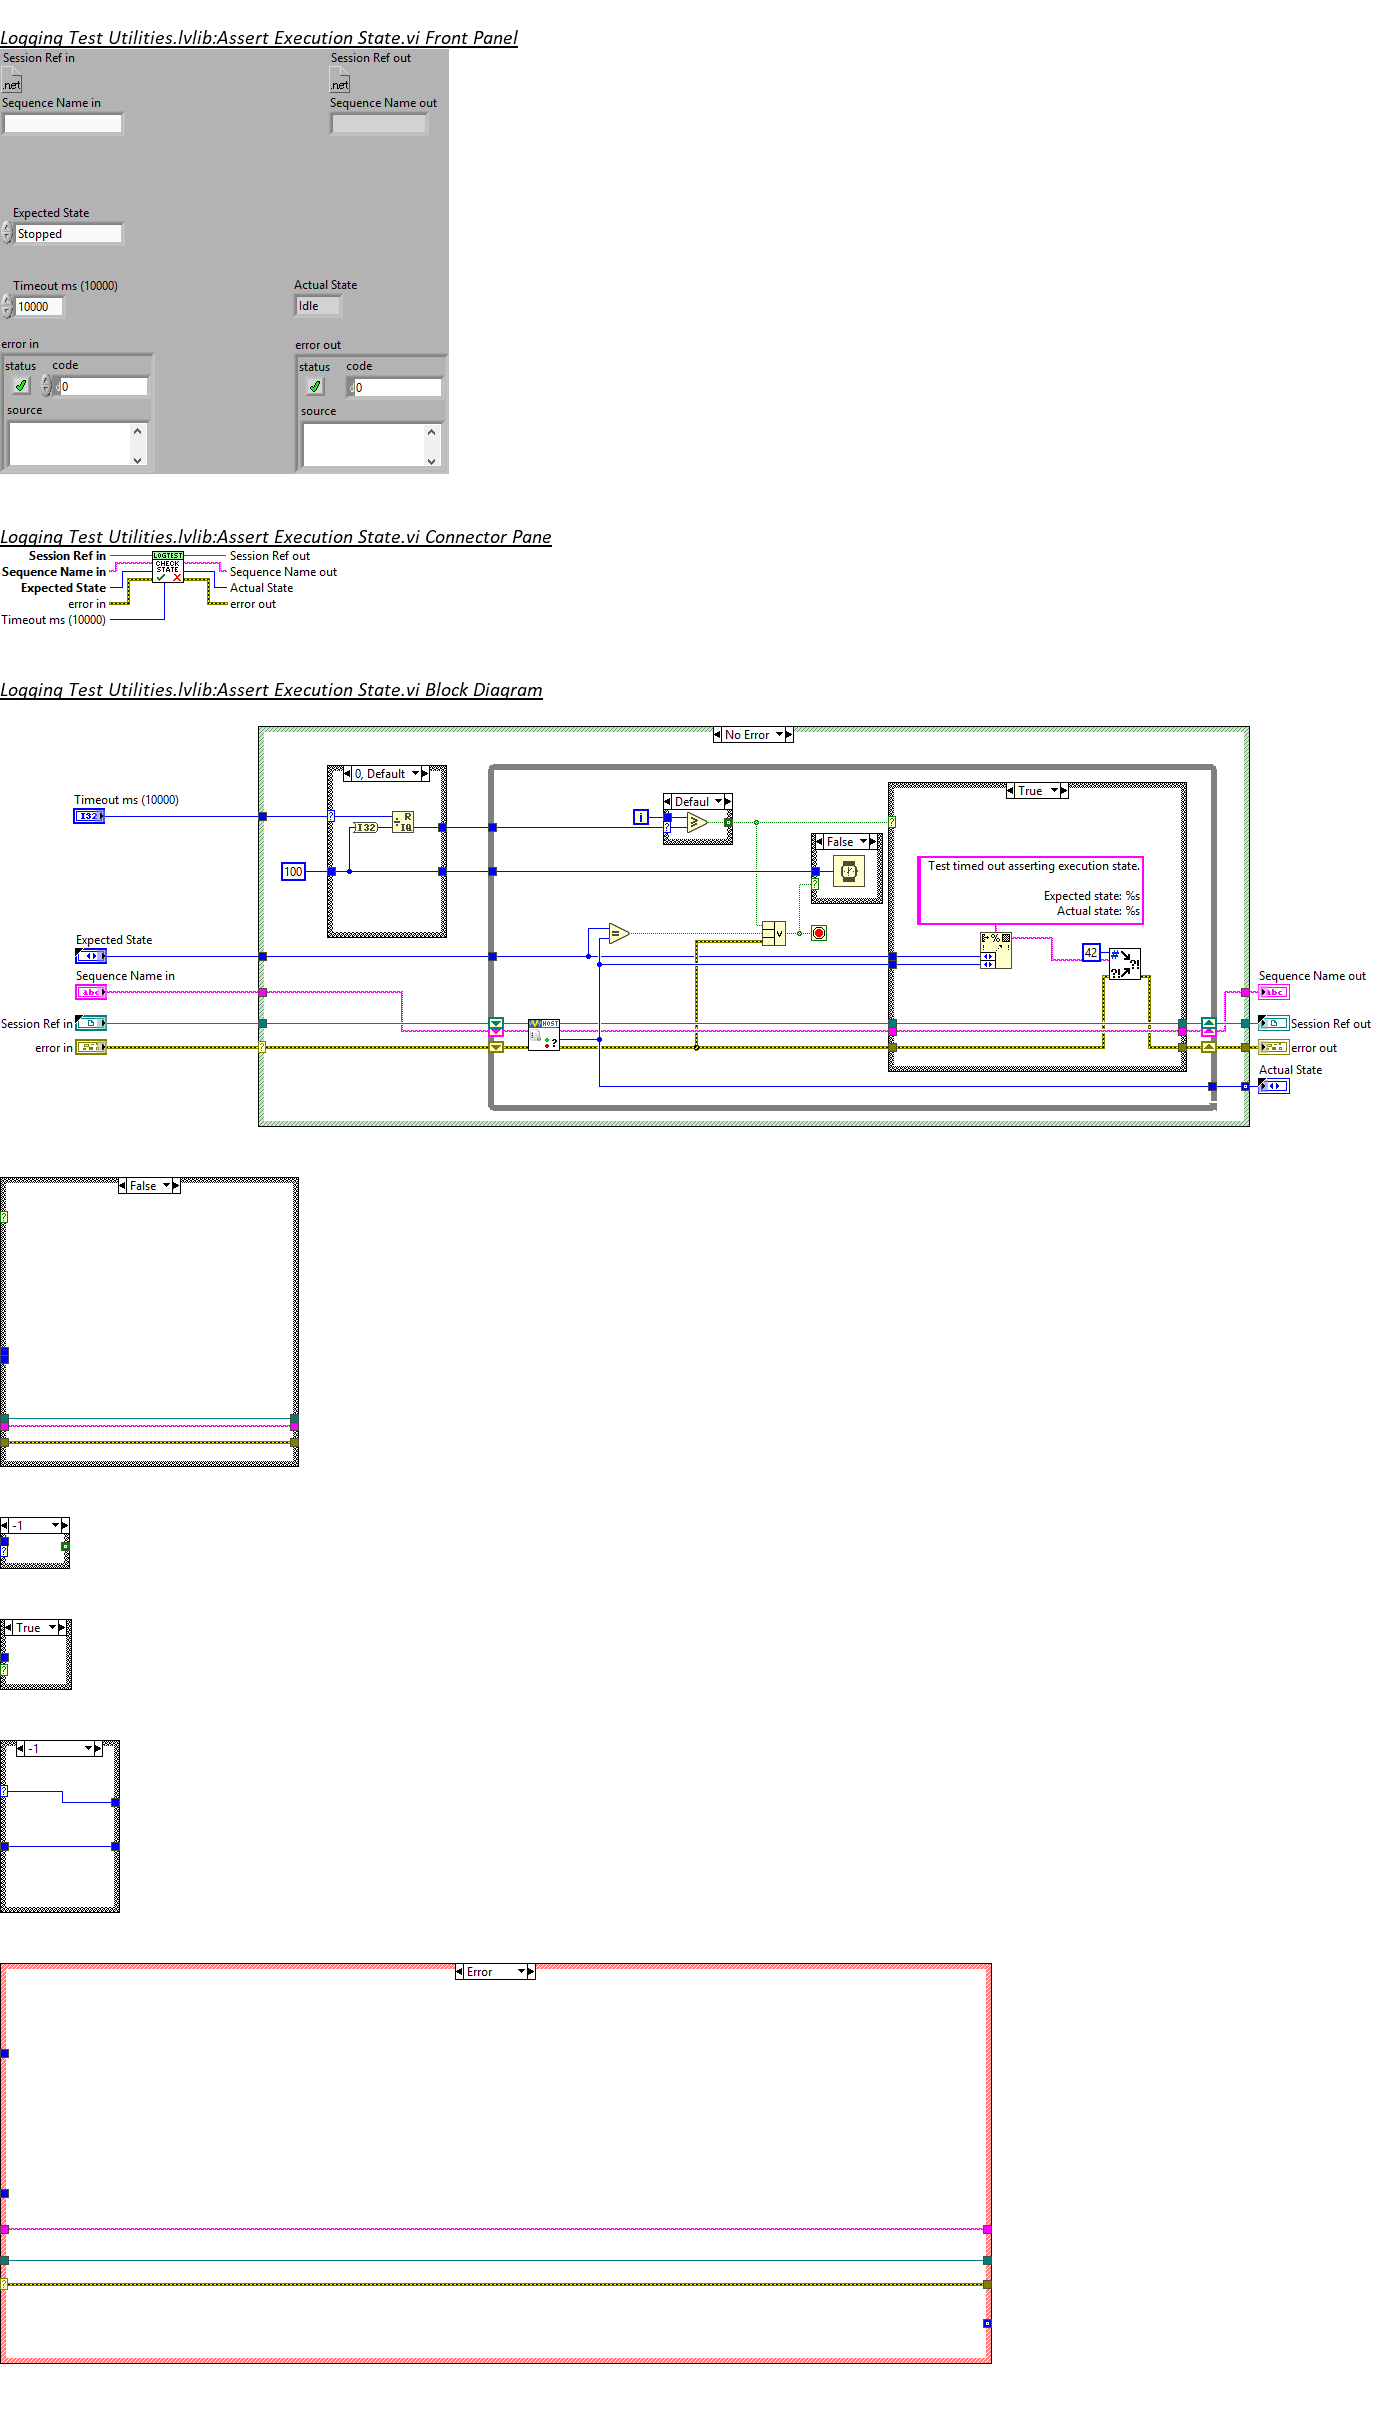 Logging Test Utilities.lvlib:Assert Execution State.vi Front Panel
Session Ref in
Session Ref out
.net
.net
Sequence Name in
Sequence Name out
Expected State
Stopped
Timeout ms (10000)
10000
Actual State
Idle
error in
error out
status code
0
status code
0
source
source
Logging Test Utilities.lvlib:Assert Execution State.vi Connector Pane
Session Ref in
Sequence Name in
Expected State
error in
Timeout ms (10000)
LOGTEST
CHECK
STATE
Session Ref out
Sequence Name out
Actual State
error out
Logging Test Utilities.lvlib:Assert Execution State.vi Block Diagram
No Error
0, Default
Timeout ms (10000)
I32
I32
R
IQ
100
i
Defaul
False
True
Test timed out asserting execution state.
Expected state: %s
Actual state: %s
42
Expected State
Sequence Name in
abc
Session Ref in
error in
HOST
Sequence Name out
abc
Session Ref out
error out
Actual State
False
-1
True
-1
Error